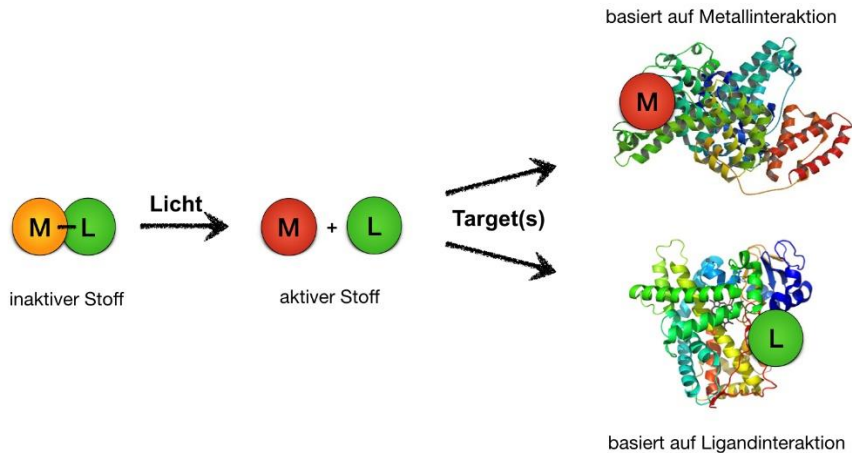 basiert auf Metallinteraktion
M
Licht
M L
M + L
Target(s)
inaktiver Stoff
aktiver Stoff
L
basiert auf Ligandinteraktion